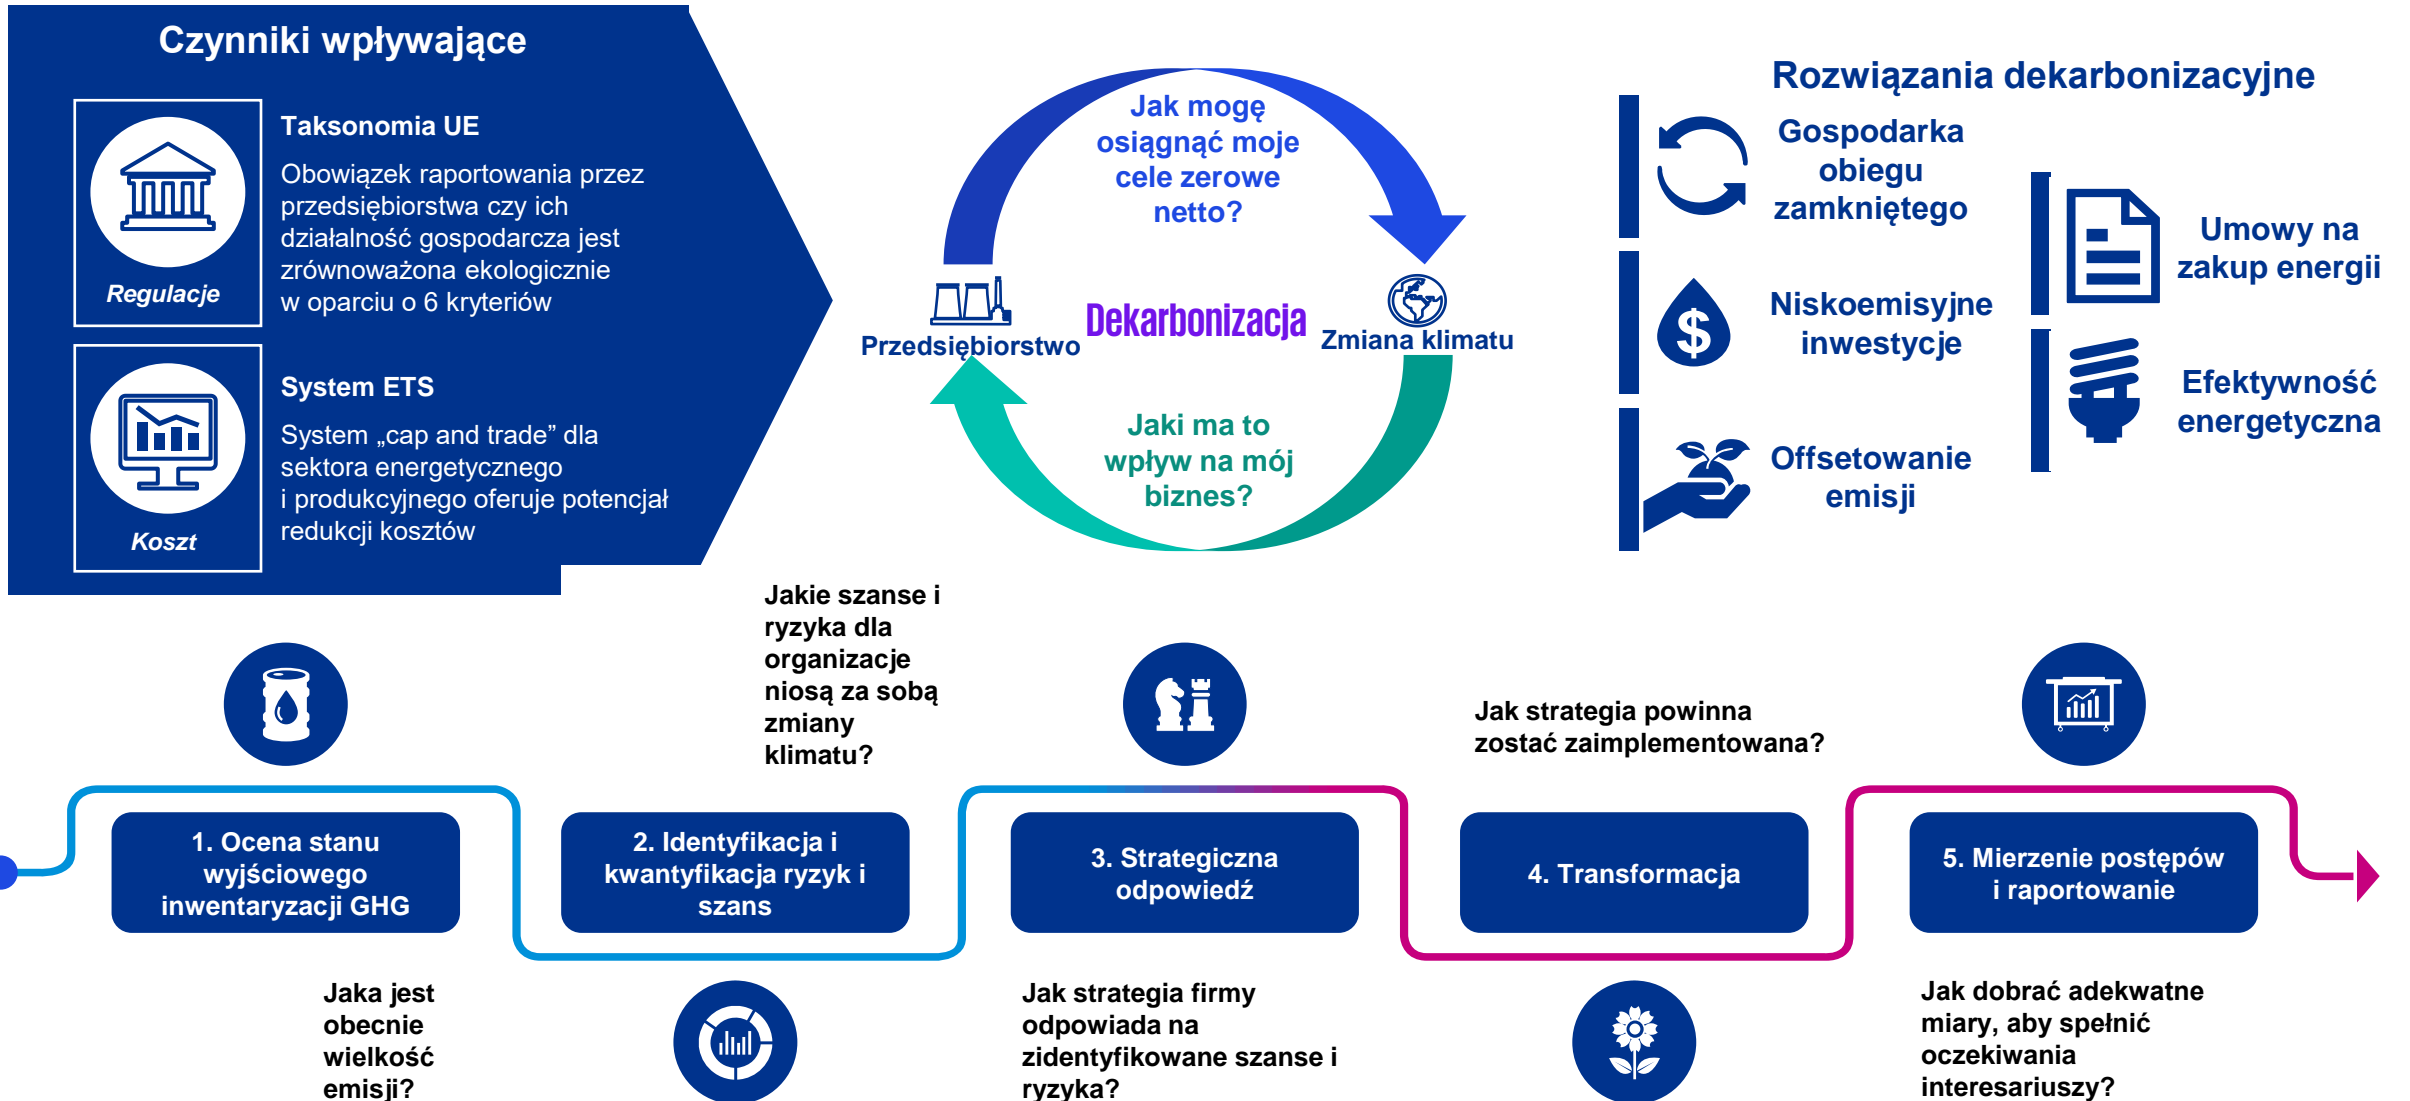 Czynniki wpływające
Taksonomia UE
Obowiązek raportowania przez
przedsiębiorstwa czy ich
działalność gospodarcza jest
zrównoważona ekologicznie
w oparciu o 6 kryteriów
Regulacje
System ETS
System „cap and trade” dla
sektora energetycznego
i produkcyjnego oferuje potencjał
redukcji kosztów
Koszt
Jak mogę
osiągnąć moje
cele zerowe
netto?
Przedsiębiorstwo
Dekarbonizacja
Zmiana klimatu
Jaki ma to
wpływ na mój
biznes?
Rozwiązania dekarbonizacyjne
Gospodarka
obiegu
zamkniętego
Niskoemisyjne
inwestycje
$
Offsetowanie
emisji
Umowy na
zakup energii
Efektywność
energetyczna
1. Ocena stanu
wyjściowego
inwentaryzacji GHG
Jaka jest
obecnie
wielkość
emisji?
Jakie szanse i
ryzyka dla
organizacje
niosą za sobą
zmiany
klimatu?
2. Identyfikacja i
kwantyfikacja ryzyk i
szans
3. Strategiczna
odpowiedź
Jak strategia firmy
odpowiada na
zidentyfikowane szanse i
ryzyka?
Jak strategia powinna
zostać zaimplementowana?
4. Transformacja
5. Mierzenie postępów
i raportowanie
Jak dobrać adekwatne
miary, aby spełnić
oczekiwania
interesariuszy?